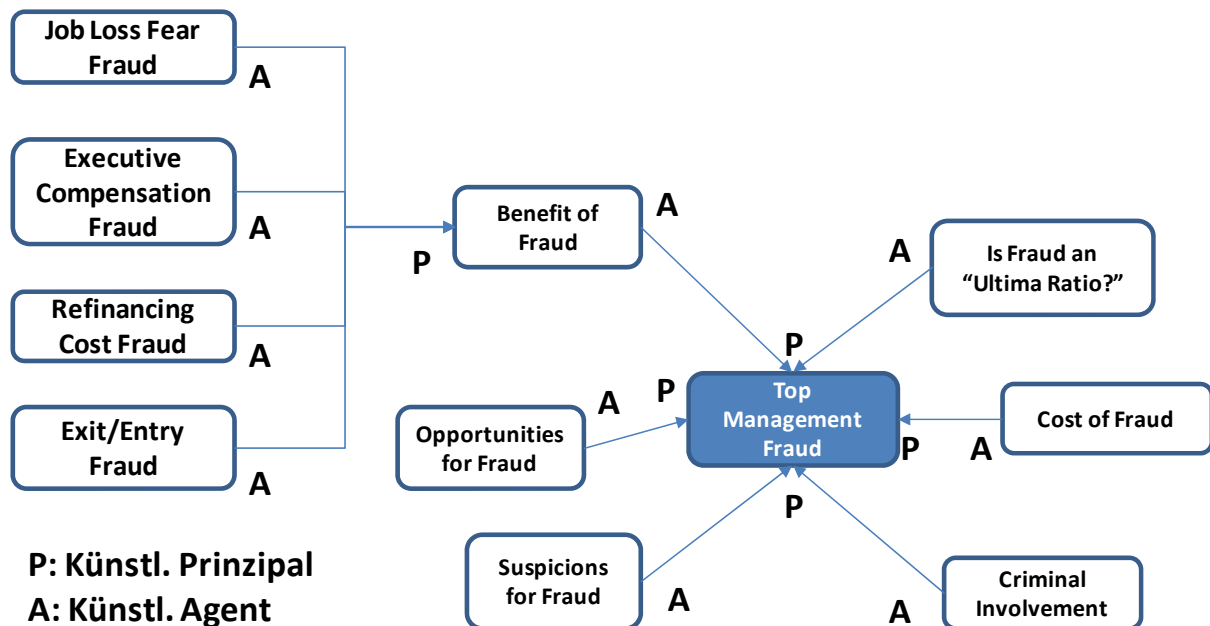 Job Loss Fear
Fraud
A
Executive
Compensation
Fraud
A
Refinancing
Cost Fraud
A
Exit/Entry
Fraud
A
P
Benefit of
Fraud
A
Is Fraud an
“Ultima Ratio?”
A
P
Top
Management
Fraud
P
A
Opportunities
for Fraud
Cost of Fraud
P
A
P
Suspicions
for Fraud
A
Criminal
Involvement
A
P: Künstl. Prinzipal
A: Künstl. Agent